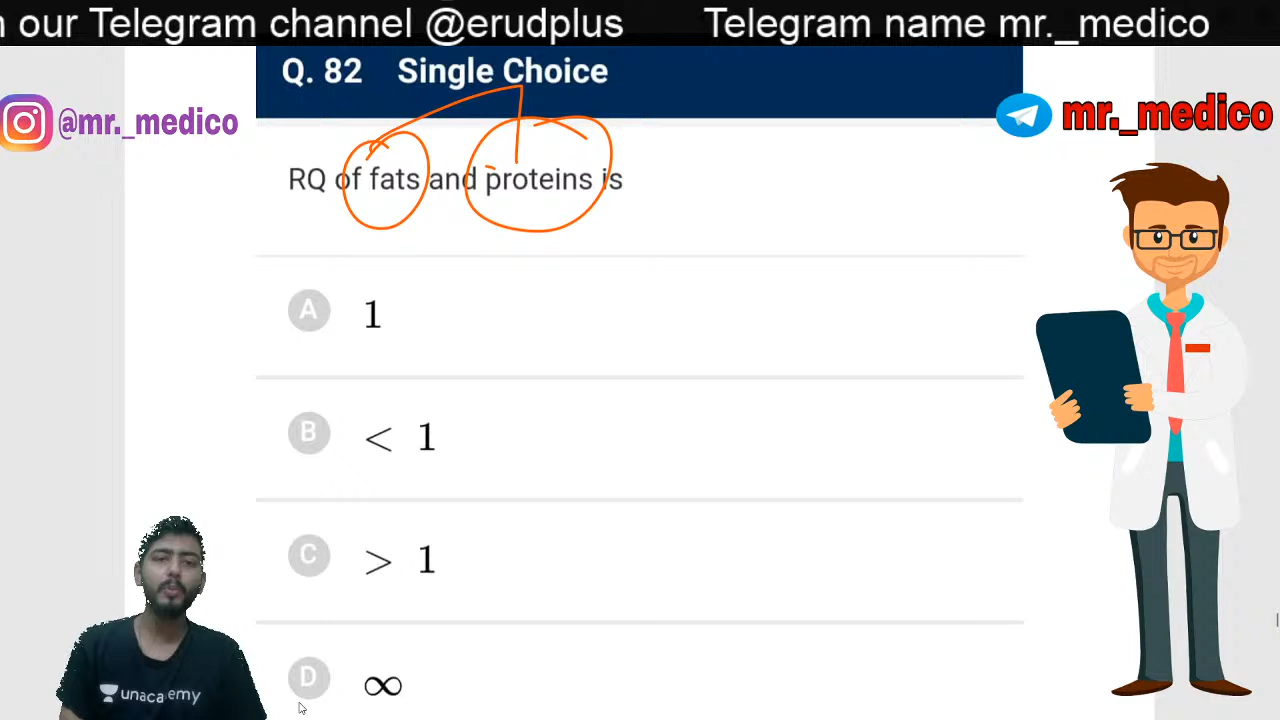 n our Telegram channel @erudplus Telegram name mr._medico
Q. 82 Single Choice
@mr._medico
mr._medico
RQ of fats and proteins is
A 1
B < 1
C > 1
D ∞
unacademy